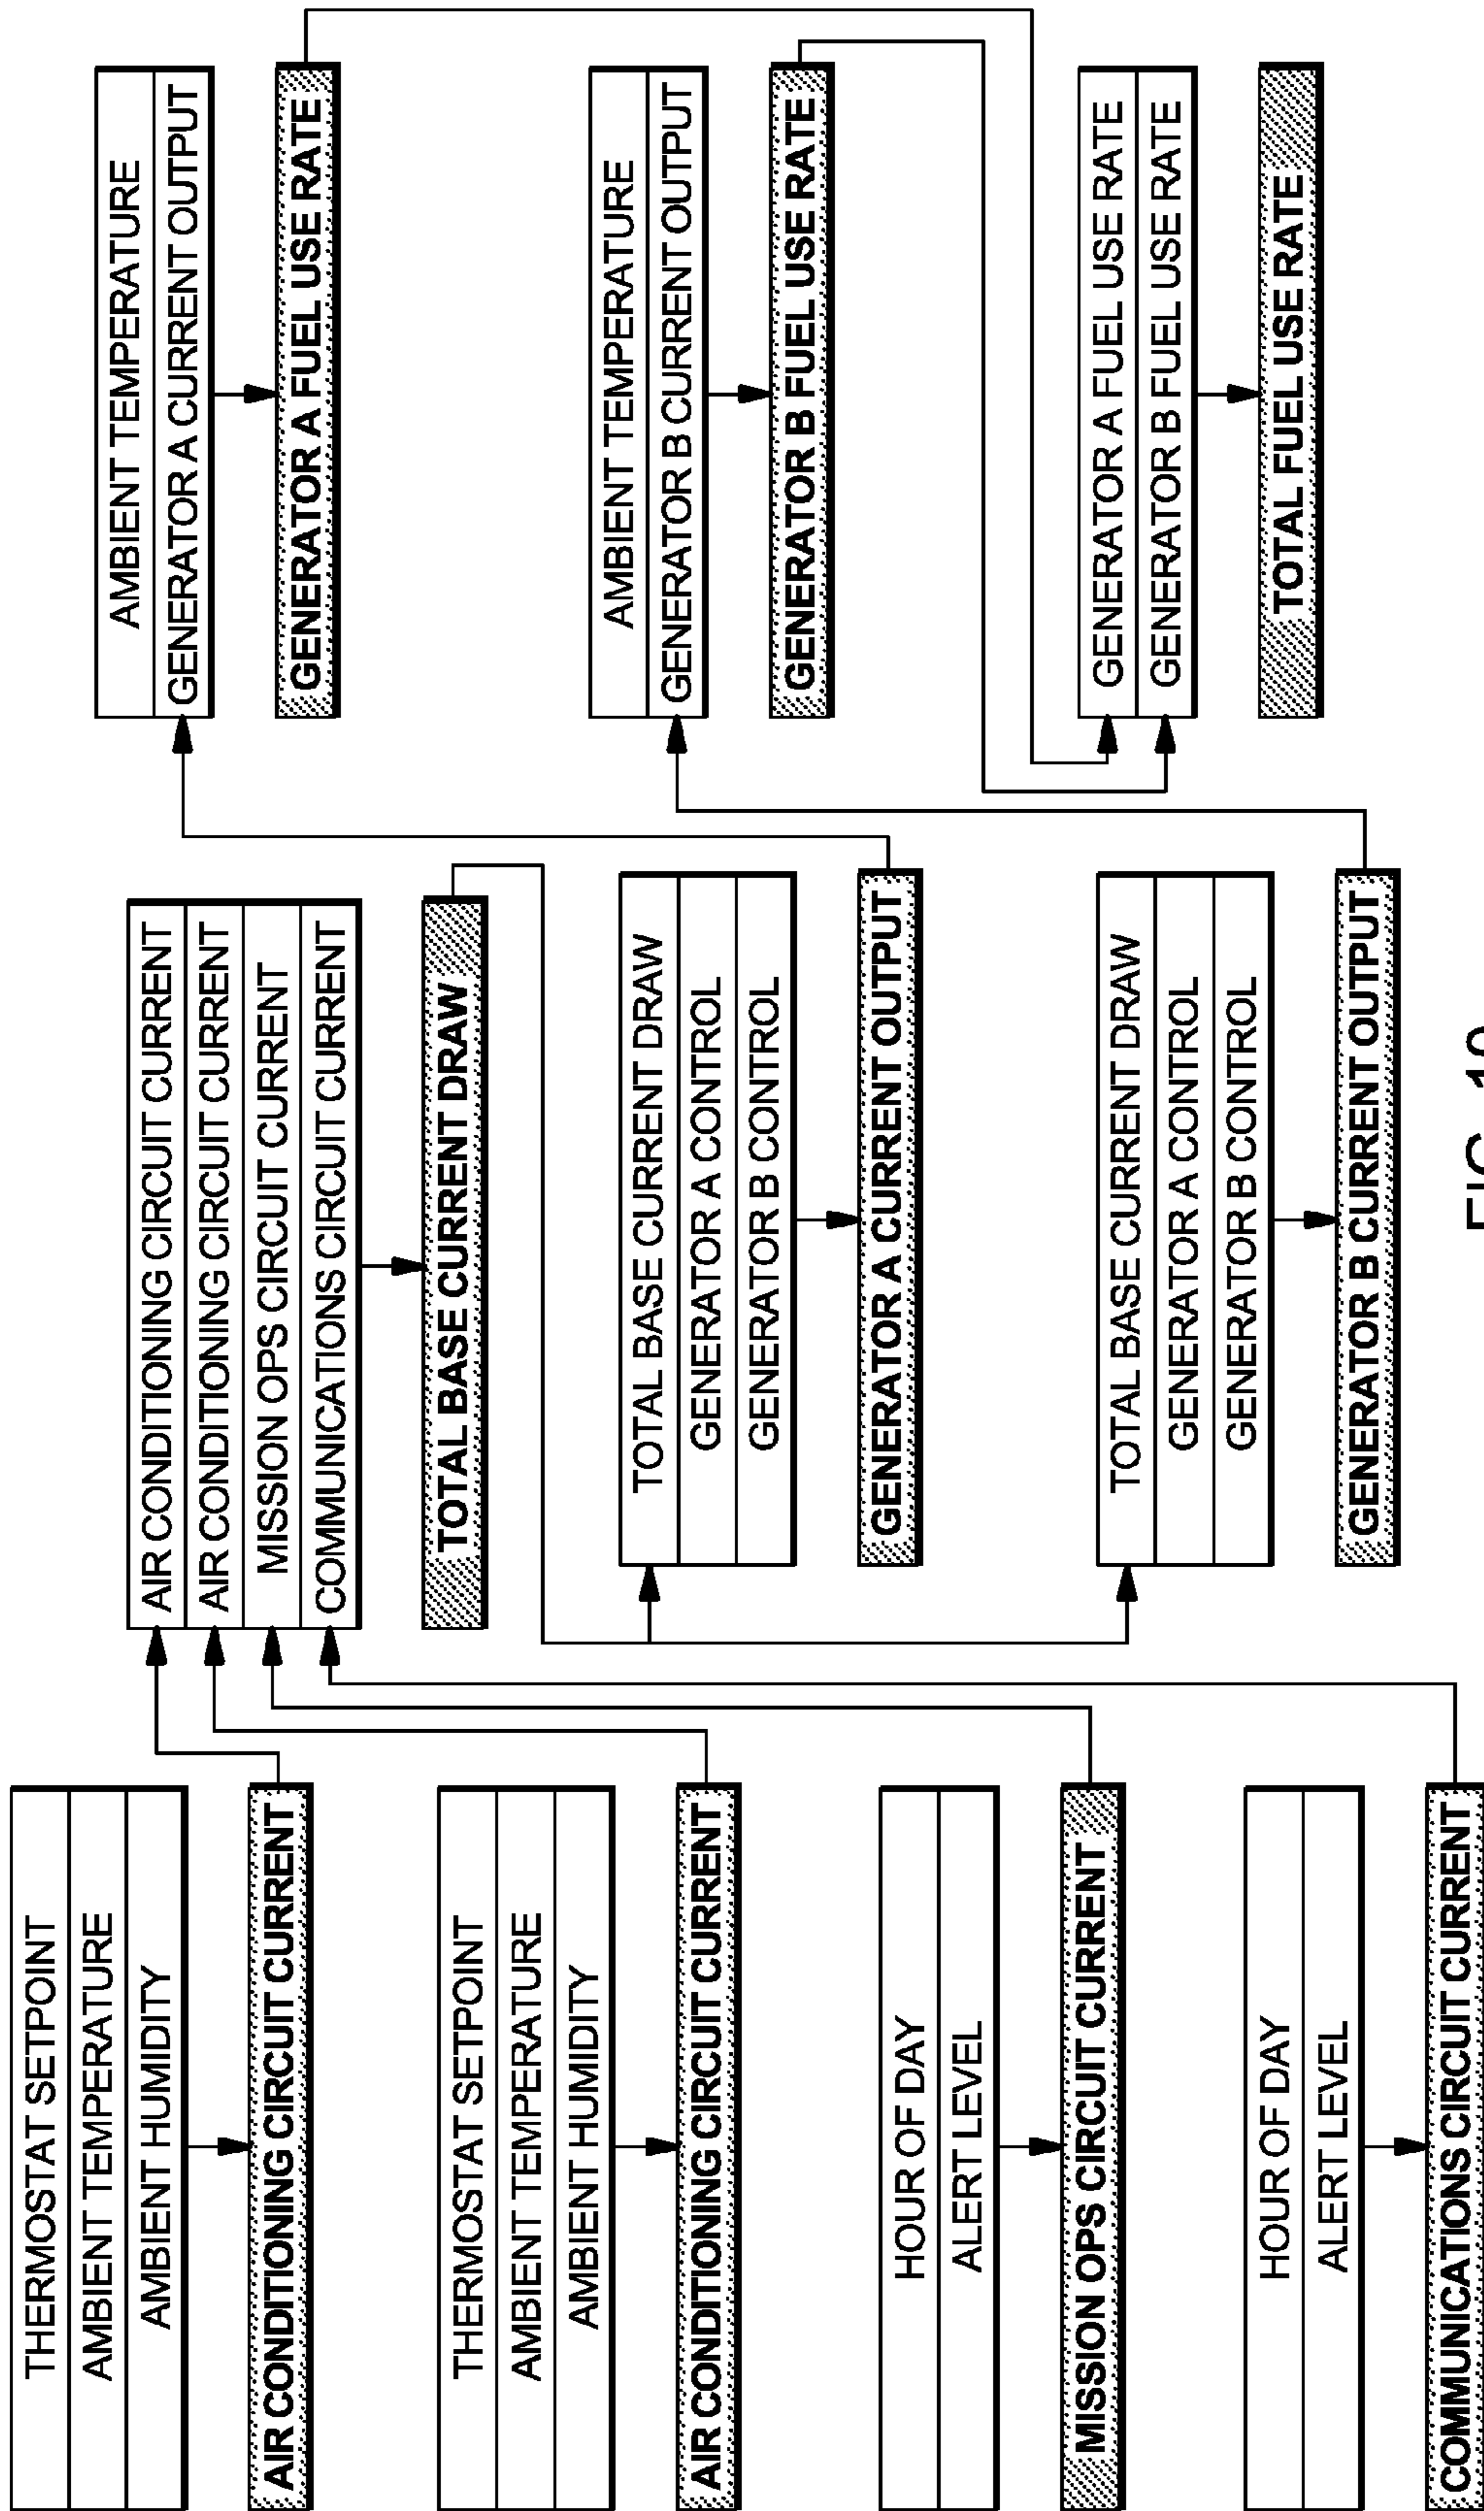 THERMOSTAT SETPOINT
AMBIENT TEMPERATURE
AMBIENT HUMIDITY
AIR CONDITIONING CIRCUIT CURRENT
THERMOSTAT SETPOINT
AMBIENT TEMPERATURE
AMBIENT HUMIDITY
AIR CONDITIONING CIRCUIT CURRENT
HOUR OF DAY
ALERT LEVEL
MISSION OPS CIRCUIT CURRENT
HOUR OF DAY
ALERT LEVEL
COMMUNICATIONS CIRCUIT CURRENT
AIR CONDITIONING CIRCUIT CURRENT
AIR CONDITIONING CIRCUIT CURRENT
MISSION OPS CIRCUIT CURRENT
COMMUNICATIONS CIRCUIT CURRENT
TOTAL BASE CURRENT DRAW
TOTAL BASE CURRENT DRAW
GENERATOR A CONTROL
GENERATOR B CONTROL
GENERATOR A CURRENT OUTPUT
TOTAL BASE CURRENT DRAW
GENERATOR A CONTROL
GENERATOR B CONTROL
GENERATOR B CURRENT OUTPUT
AMBIENT TEMPERATURE
GENERATOR A CURRENT OUTPUT
GENERATOR A FUEL USE RATE
AMBIENT TEMPERATURE
GENERATOR B CURRENT OUTPUT
GENERATOR B FUEL USE RATE
GENERATOR A FUEL USE RATE
GENERATOR B FUEL USE RATE
TOTAL FUEL USE RATE